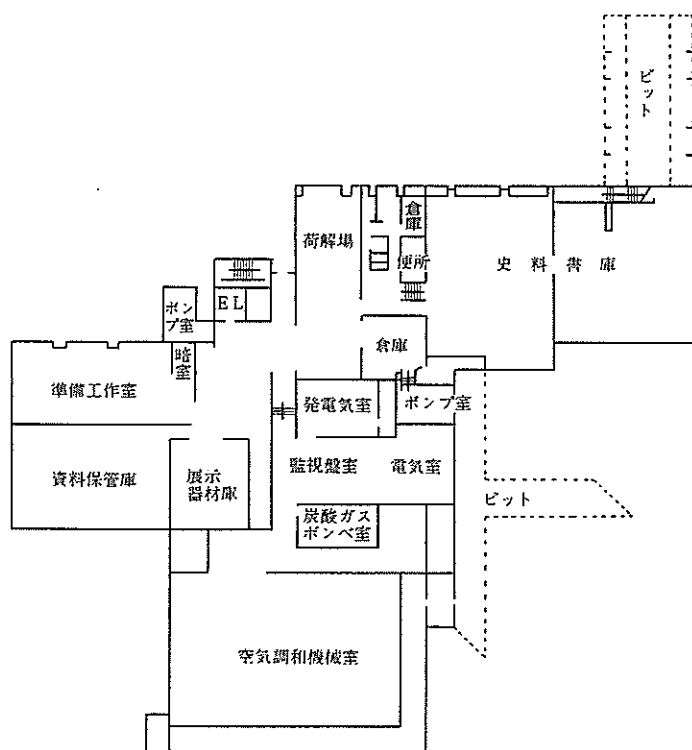 ピット
倉庫
荷解場
便所
史料書庫
EL
ポンプ室
倉庫
暗室
準備工作室
発電気室
ポンプ室
監視盤室
電気室
資料保管庫
展示
器材庫
ピット
炭酸ガス
ボンベ室
空気調和機械室